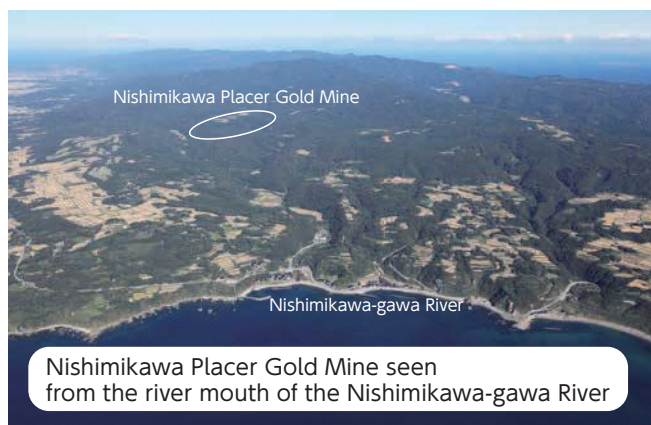 Nishimikawa Placer Gold Mine
Nishimikawa-gawa River
Nishimikawa Placer Gold Mine seen
from the river mouth of the Nishimikawa-gawa River